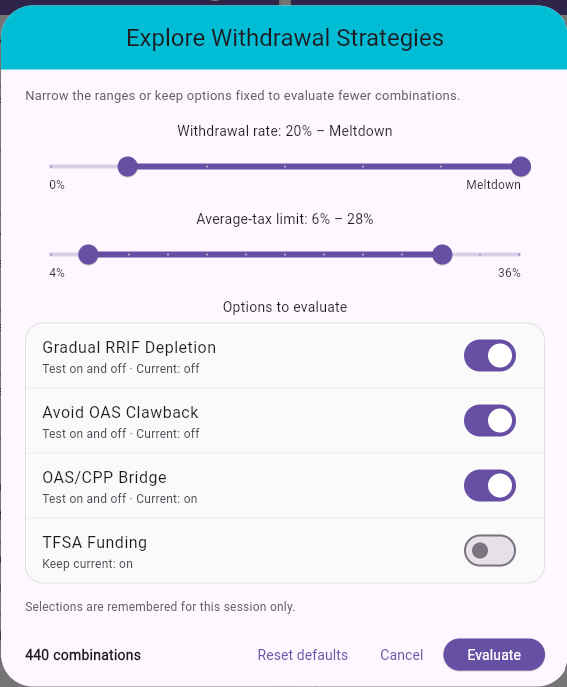 Explore Withdrawal Strategies
Narrow the ranges or keep options fixed to evaluate fewer combinations.
Withdrawal rate: 20% – Meltdown
0%
Meltdown
Average-tax limit: 6% – 28%
4%
36%
Options to evaluate
Gradual RRIF Depletion
Test on and off · Current: off
Avoid OAS Clawback
Test on and off · Current: off
OAS/CPP Bridge
Test on and off · Current: on
TFSA Funding
Keep current: on
Selections are remembered for this session only.
440 combinations
Reset defaults
Cancel
Evaluate